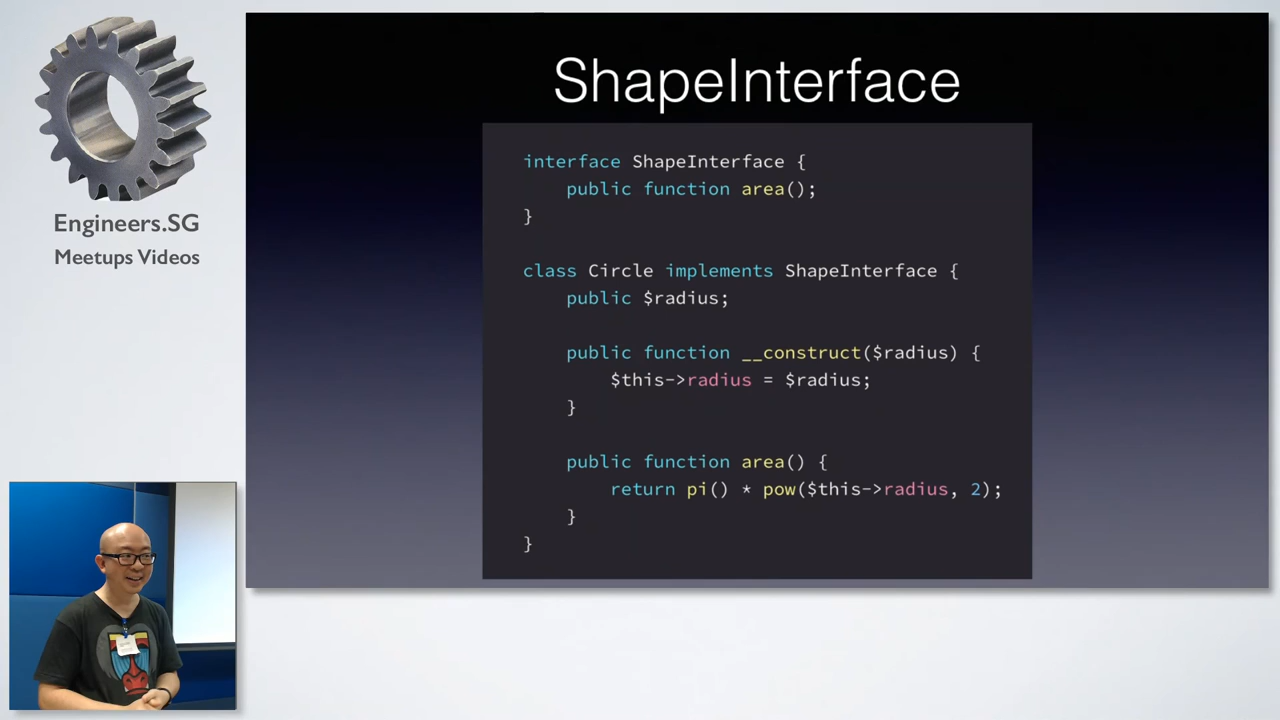 Engineers.SG
Meetups Videos
ShapeInterface
interface ShapeInterface {
    public function area();
}
class Circle implements ShapeInterface {
    public $radius;
    public function __construct($radius) {
        $this->radius = $radius;
    }
    public function area() {
        return pi() * pow($this->radius, 2);
    }
}